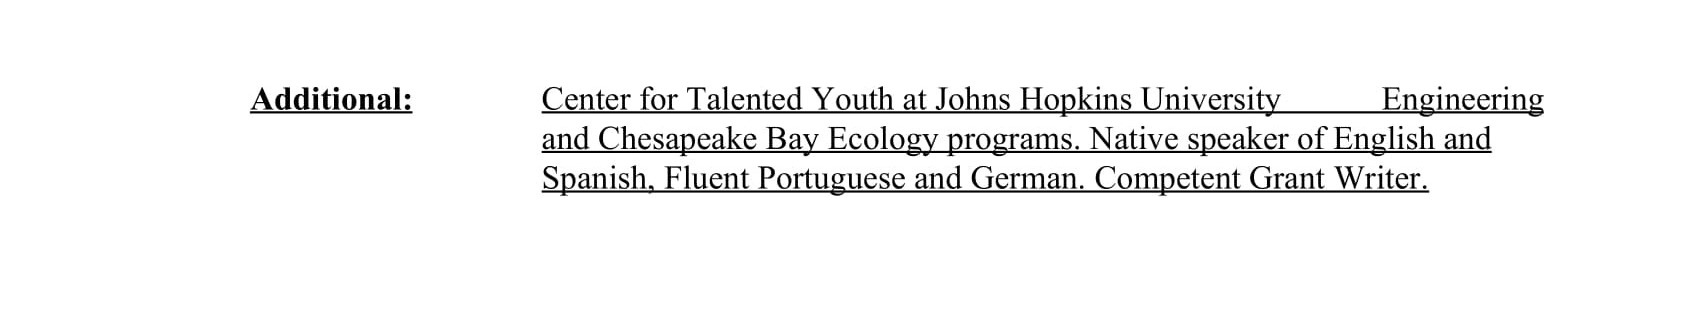 Additional: Center for Talented Youth at Johns Hopkins University Engineering
and Chesapeake Bay Ecology programs. Native speaker of English and
Spanish, Fluent Portuguese and German. Competent Grant Writer.